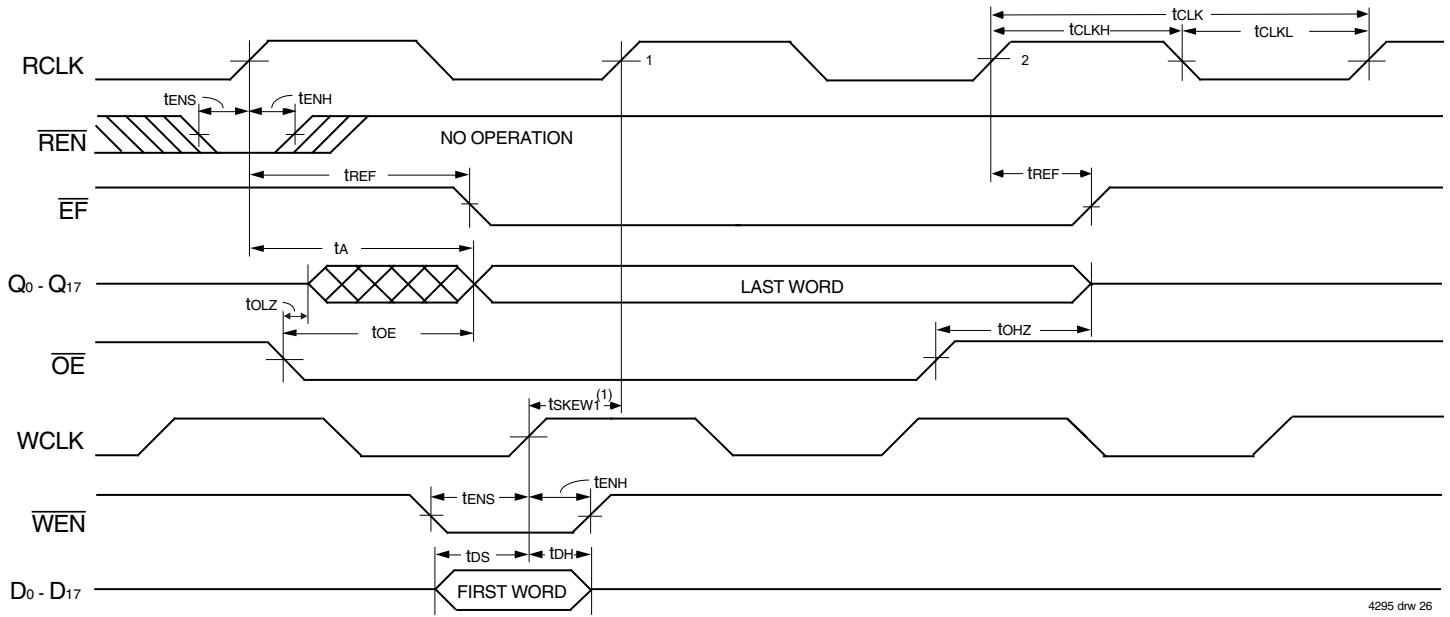 tCLK
tCLKH tCLKL
RCLK 1 2
tENS tENH
REN NO OPERATION
tREF tREF
EF
tA
Q0 - Q17 LAST WORD
tOLZ
tOE tOHZ
OE
tSKEW1(1)
WCLK
tENS tENH
WEN
tDS tDH
D0 - D17 FIRST WORD
4295 drw 26